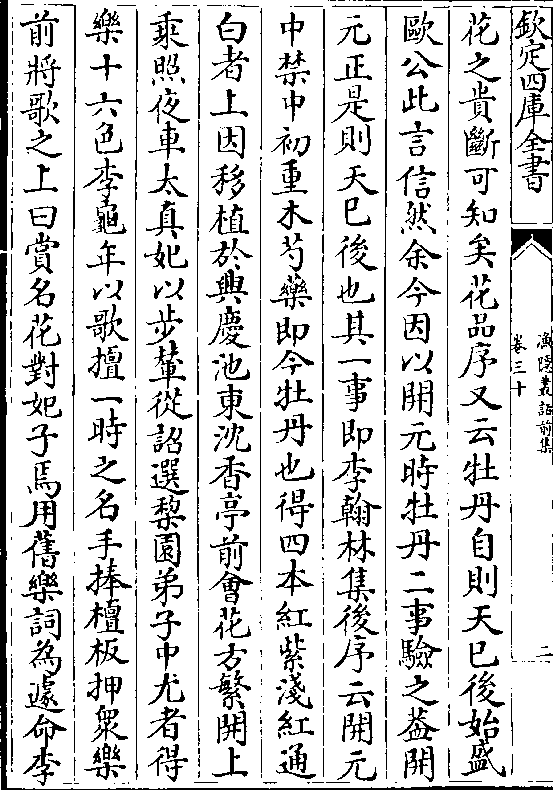 欽定四庫全書
漁隱叢話前集
卷三十
二
花之貴斷可知矣花品序又云牡丹自則天已後始盛
歐公此言信然余今因以開元時牡丹二事驗之葢開
元正是則天已後也其一事即李翰林集後序云開元
中禁中初重木芍藥即今牡丹也得四本紅紫淺紅通
白者上因移植於興慶池東沈香亭前會花方繁開上
乘照夜車太真妃以步輦從詔選棃園弟子中尤者得
樂十六色李龜年以歌擅一時之名手捧檀板押衆樂
前將歌之上曰賞名花對妃子焉用舊樂詞為遽命李